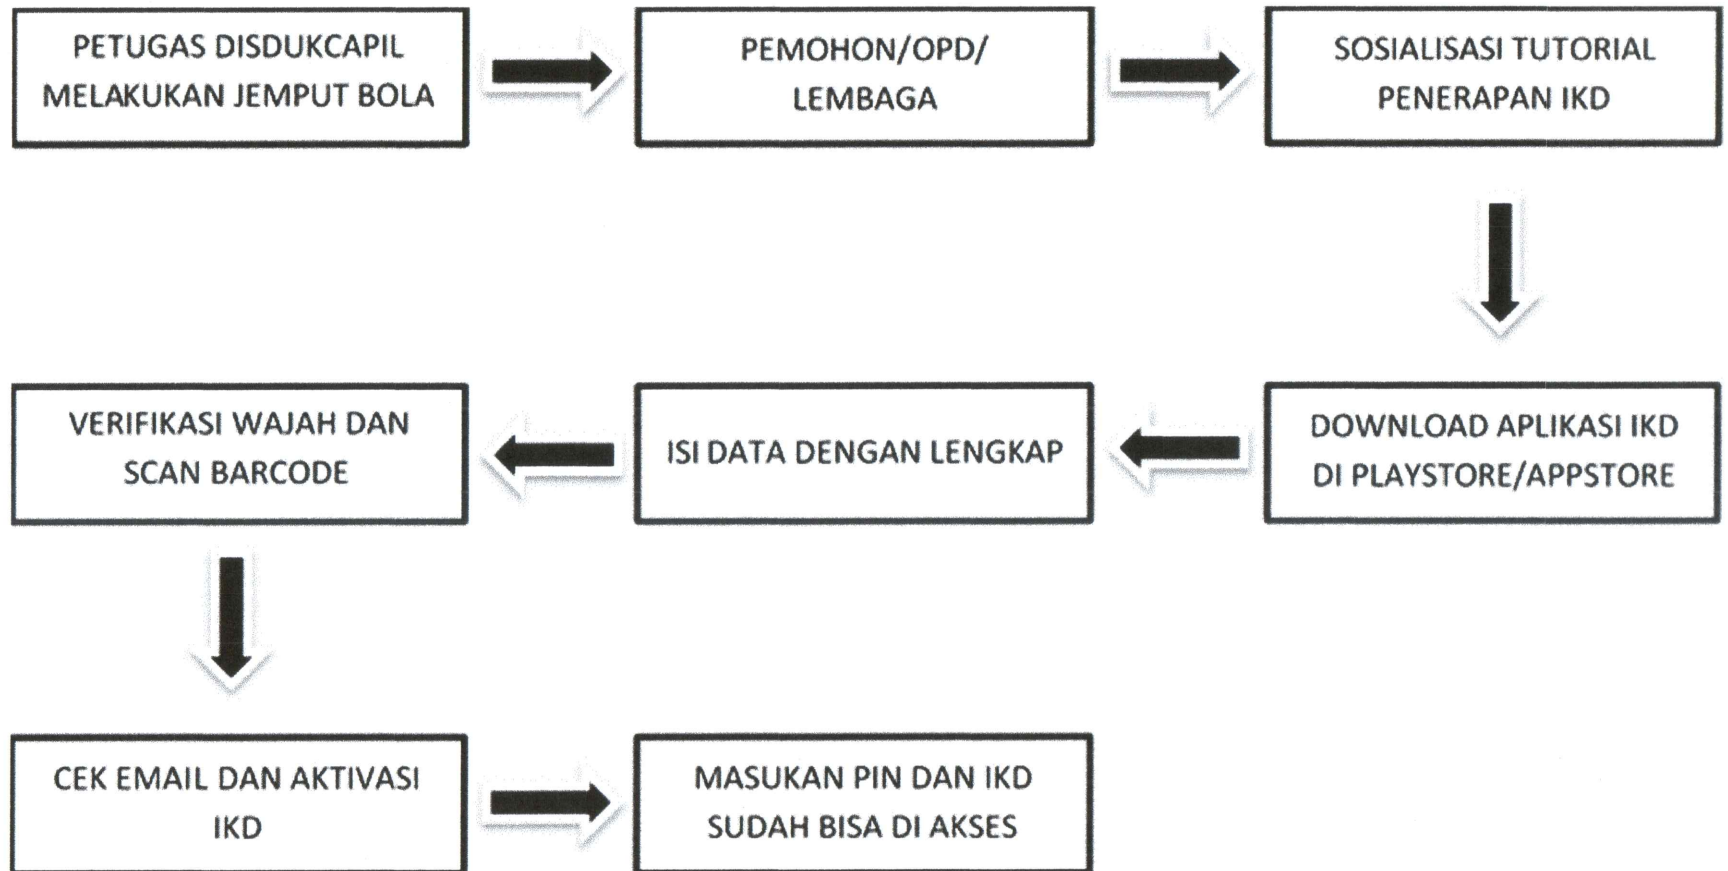 PETUGAS DISDUKCAPIL
MELAKUKAN JEMPUT BOLA
PEMOHON/OPD/
LEMBAGA
SOSIALISASI TUTORIAL
PENERAPAN IKD
DOWNLOAD APLIKASI IKD
DI PLAYSTORE/APPSTORE
ISI DATA DENGAN LENGKAP
VERIFIKASI WAJAH DAN
SCAN BARCODE
CEK EMAIL DAN AKTIVASI
IKD
MASUKAN PIN DAN IKD
SUDAH BISA DI AKSES